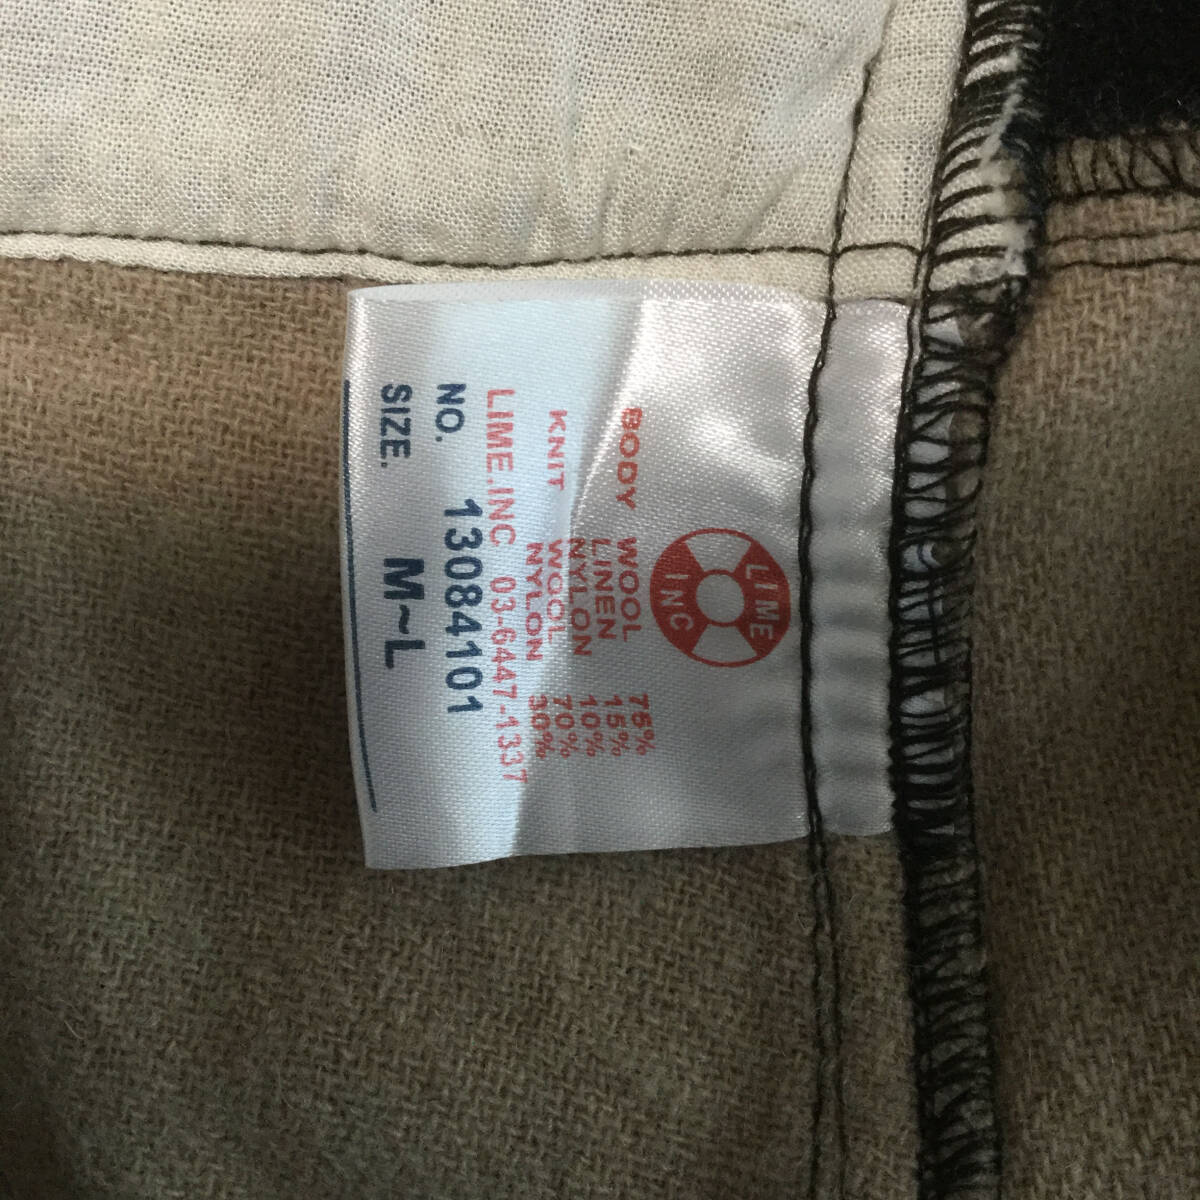 LIME
INC
BODY WOOL 75%
LINEN 15%
NYLON 10%
KNIT WOOL 70%
NYLON 30%
LIME.INC 03-6447-1337
NO. 13084101
SIZE. M~L